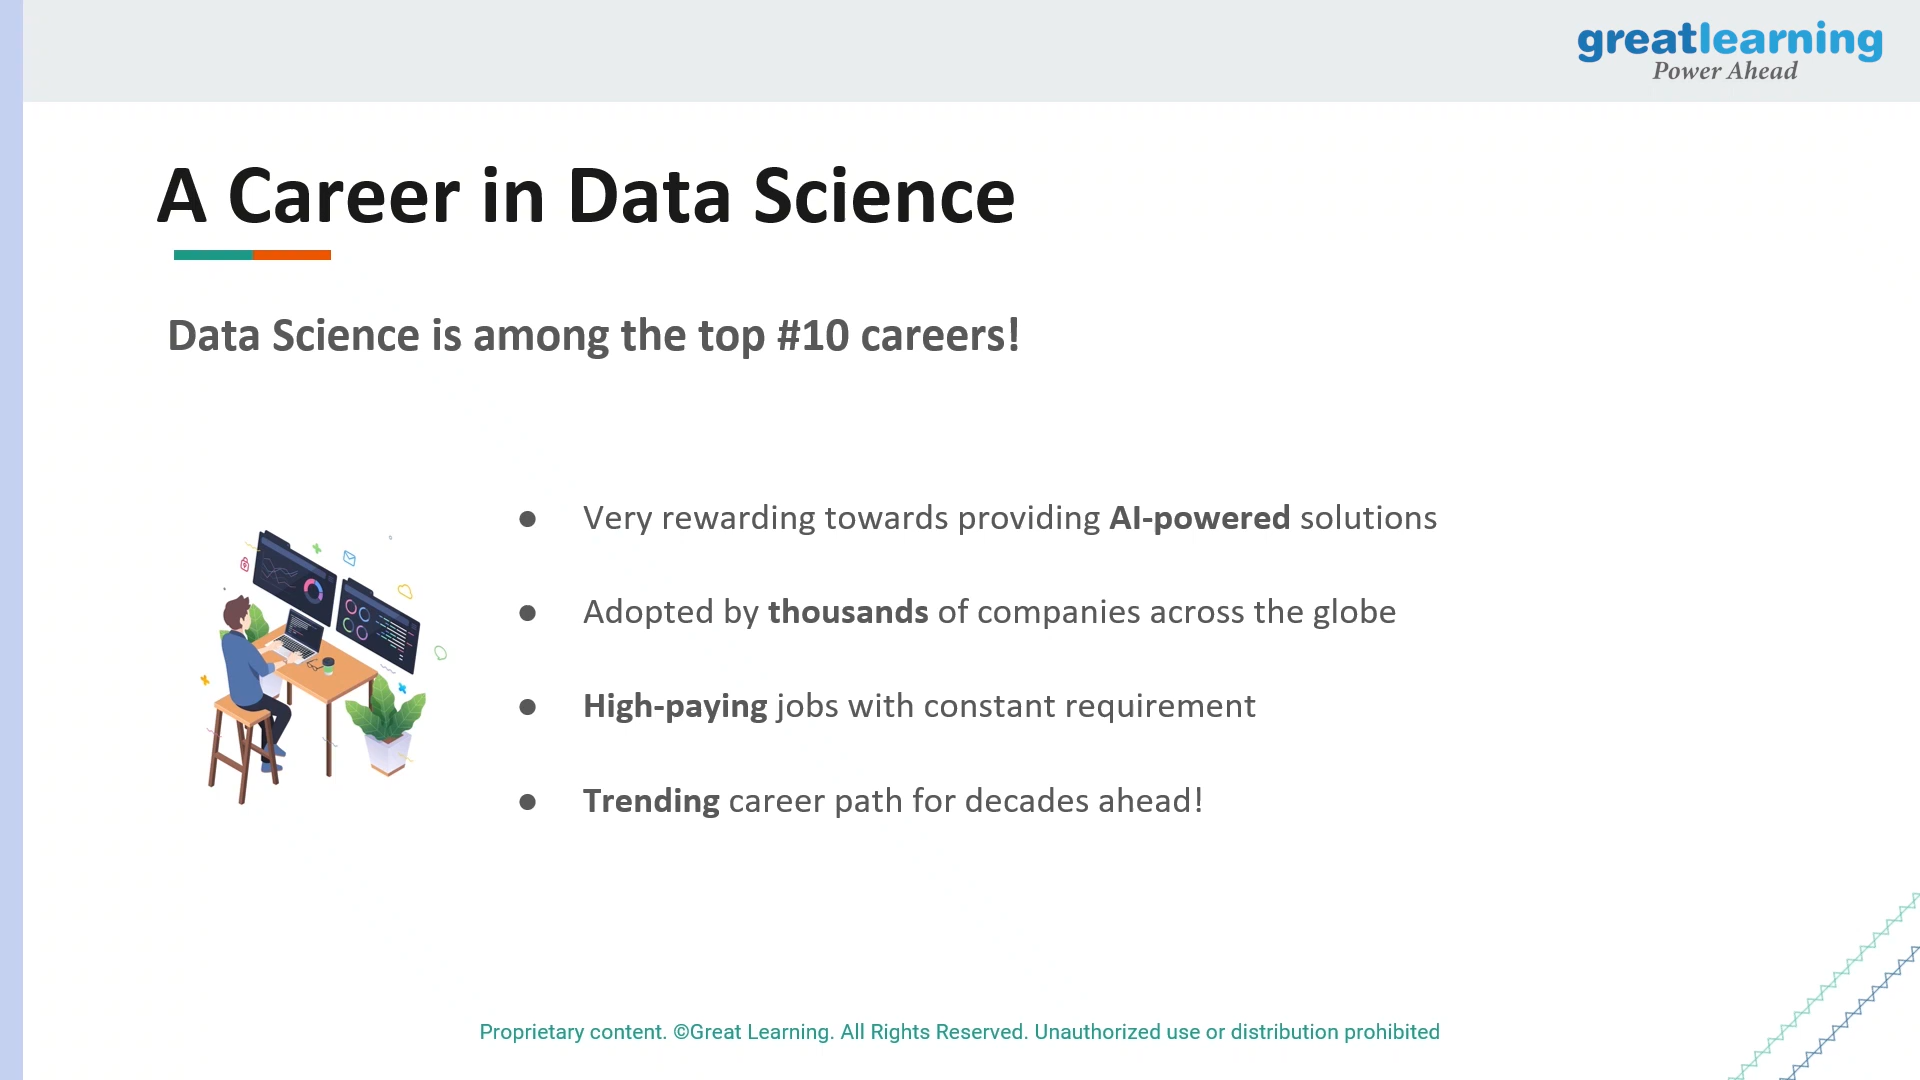 greatlearning
Power Ahead
A Career in Data Science
Data Science is among the top #10 careers!
● Very rewarding towards providing AI-powered solutions
● Adopted by thousands of companies across the globe
● High-paying jobs with constant requirement
● Trending career path for decades ahead!
Proprietary content. ©Great Learning. All Rights Reserved. Unauthorized use or distribution prohibited